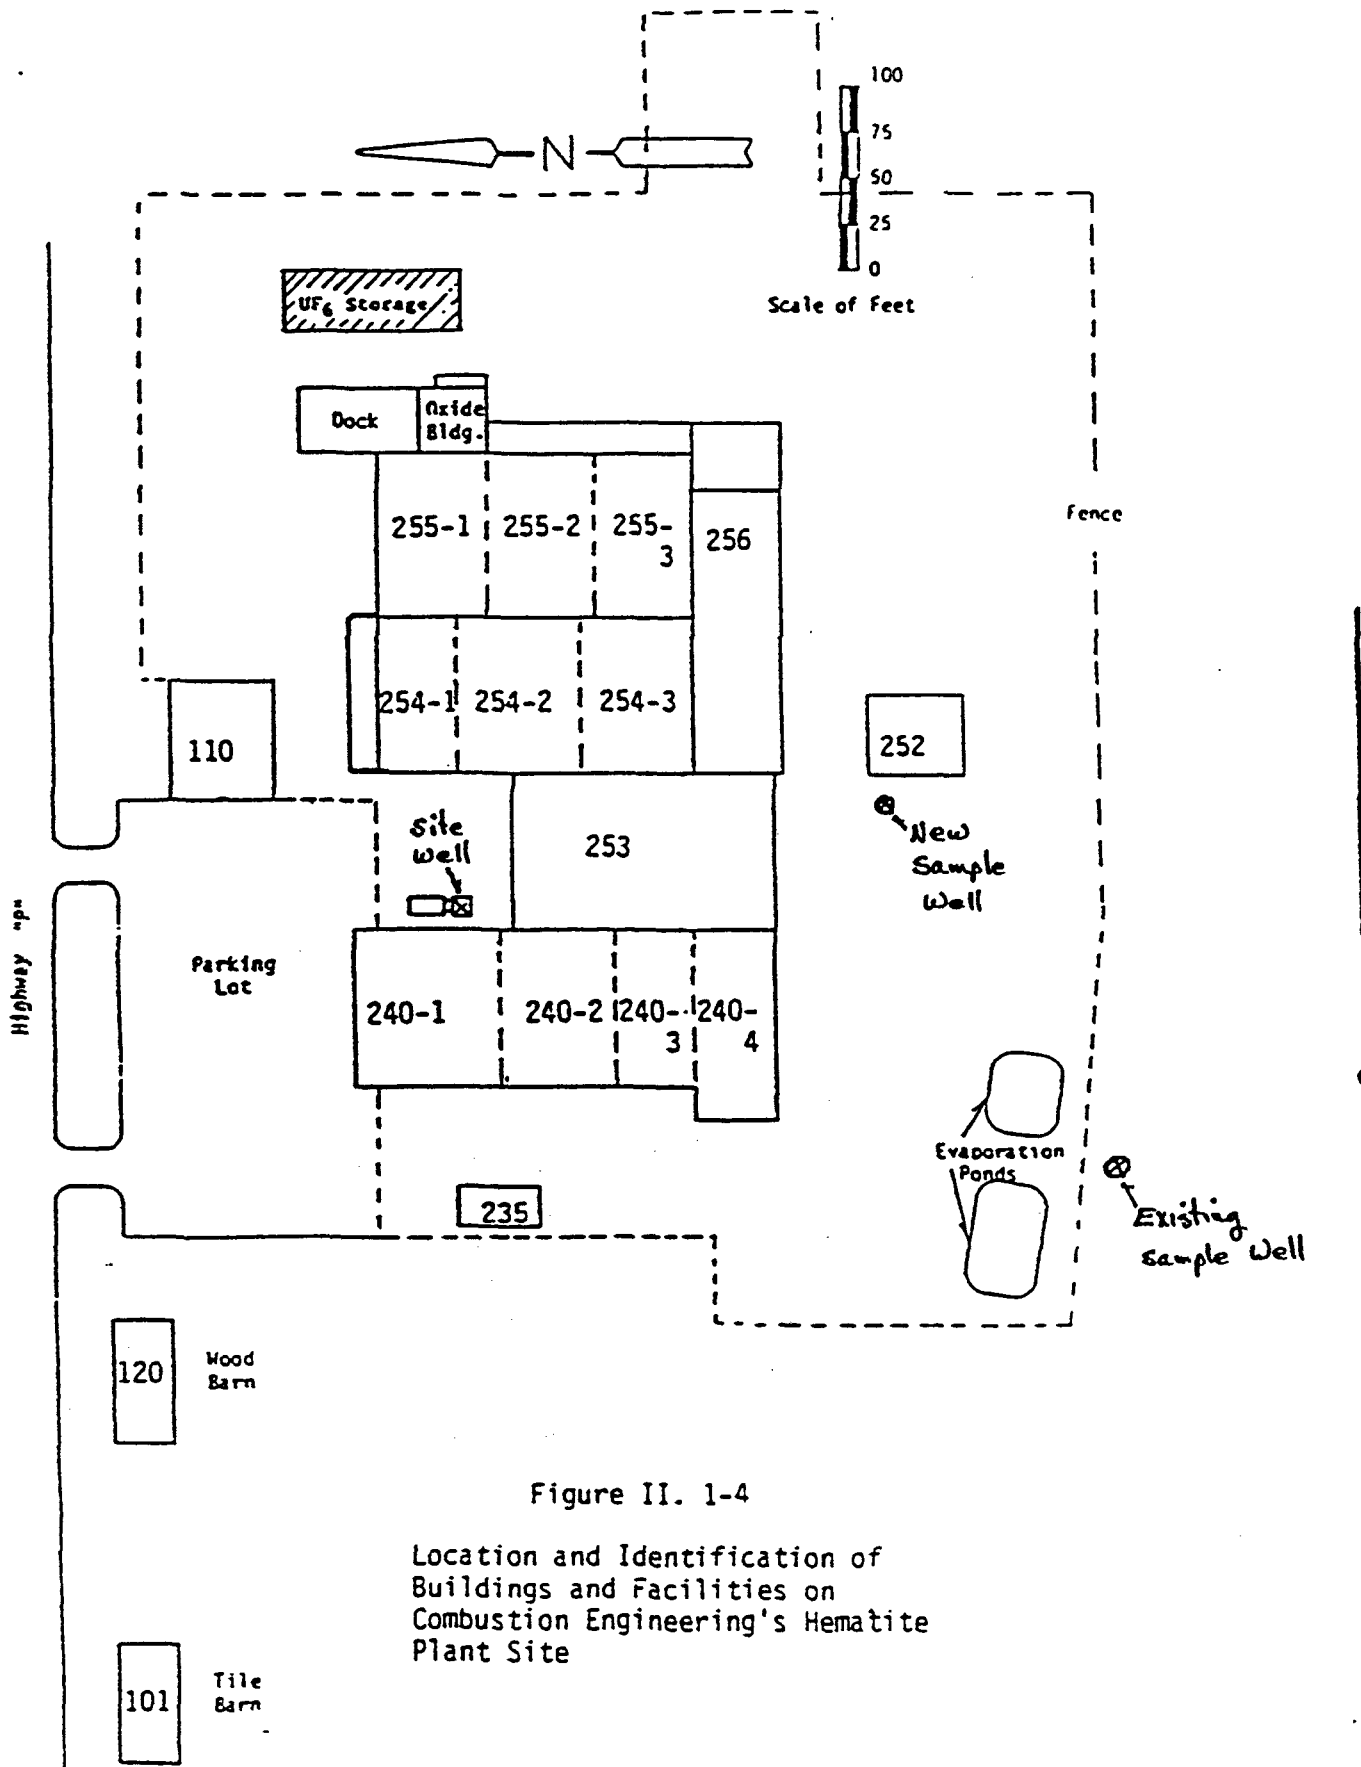 100
75
50
25
0
Scale of Feet
N
UF6 Storage
Dock
Oxide
Bldg.
255-1
255-2
255-
3
256
Fence
254-1
254-2
254-3
110
252
Site
Well
253
New
Sample
Well
Highway "P"
Parking
Lot
240-1
240-2
240-
3
240-
4
Evaporation
Ponds
235
Existing
Sample Well
120
Wood
Barn
Figure II. 1-4
Location and Identification of
Buildings and Facilities on
Combustion Engineering's Hematite
Plant Site
101
Tile
Barn